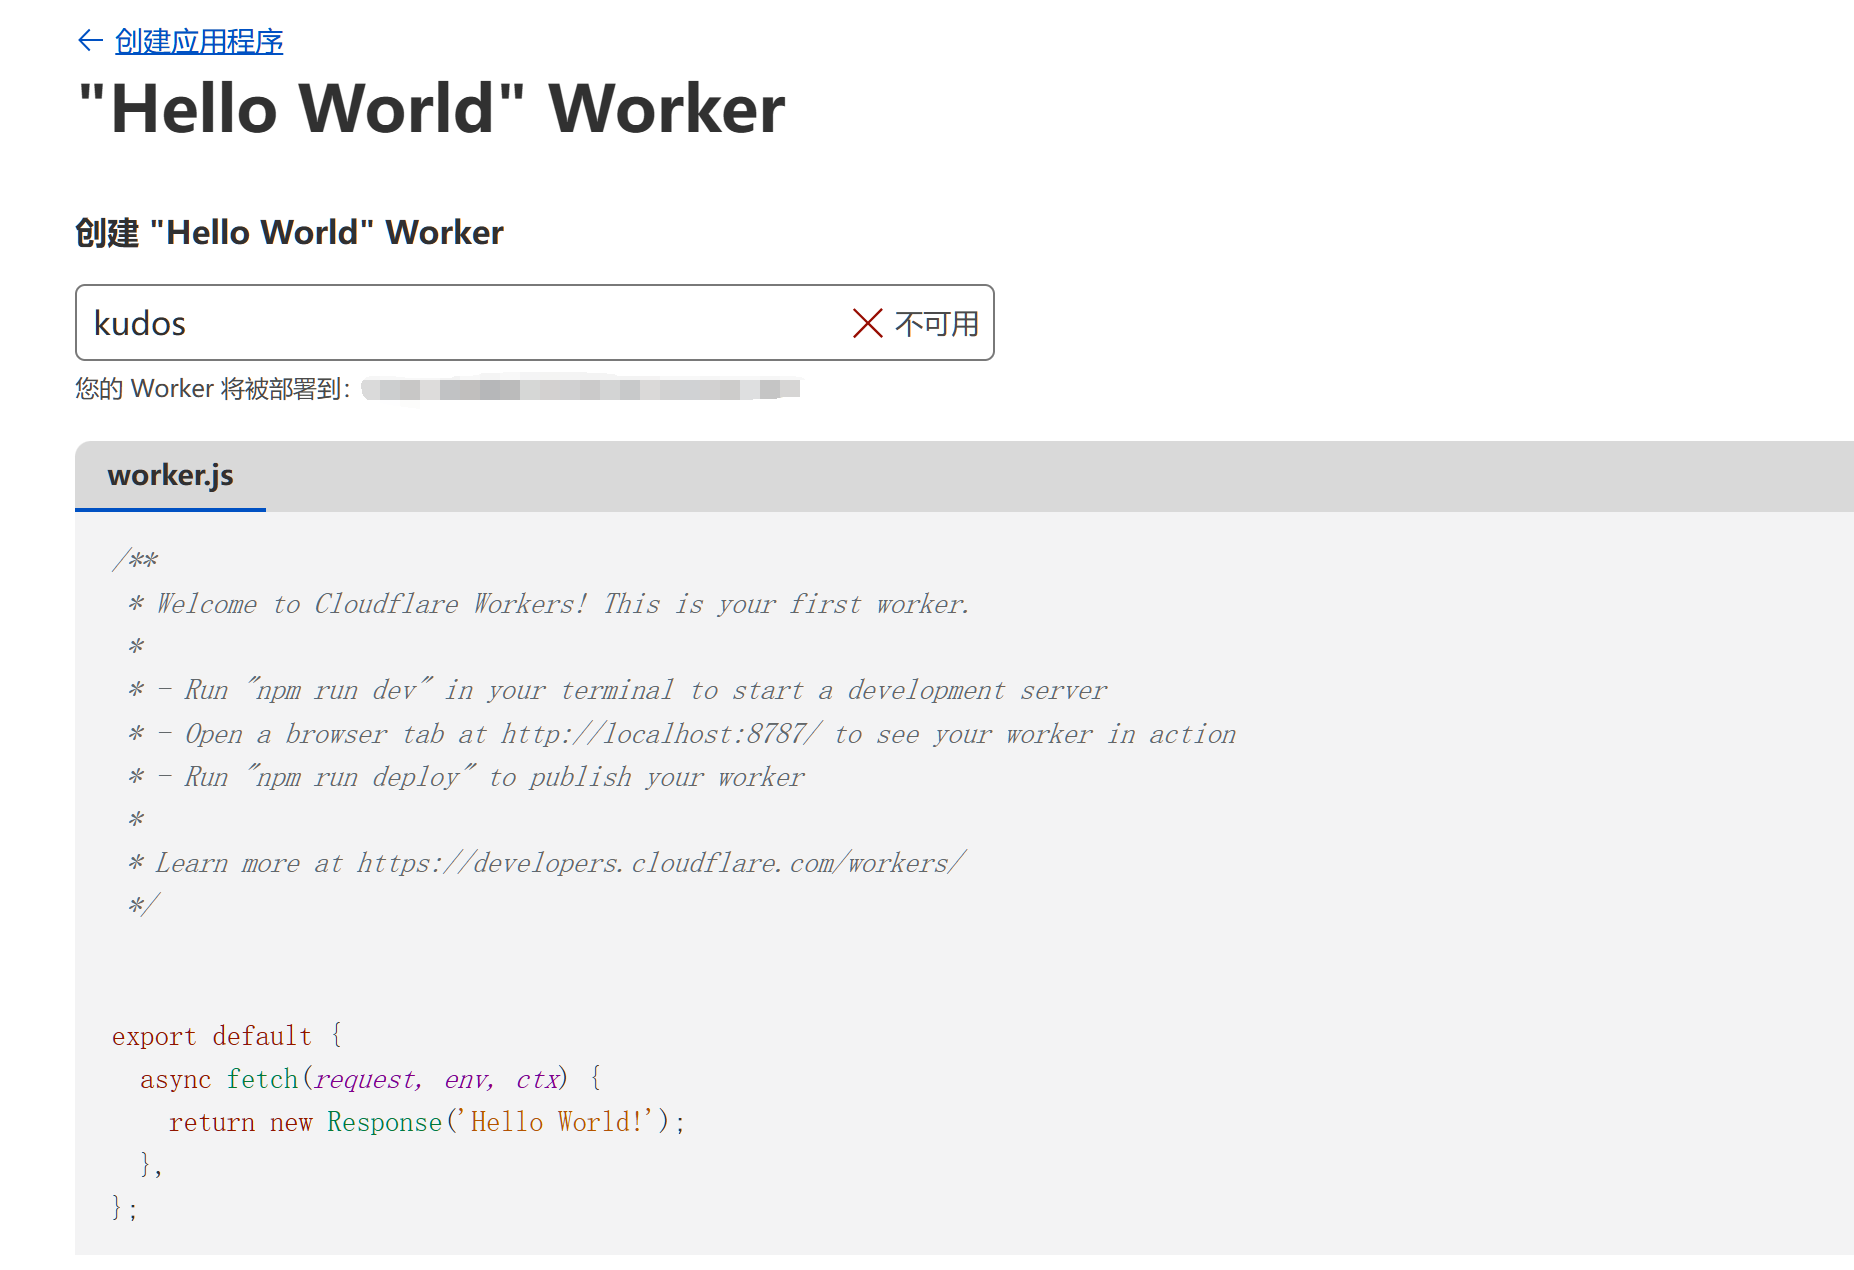 ← 创建应用程序
"Hello World" Worker
创建 "Hello World" Worker
kudos
不可用
您的 Worker 将被部署到：
worker.js
/**
 * Welcome to Cloudflare Workers! This is your first worker.
 *
 * - Run "npm run dev" in your terminal to start a development server
 * - Open a browser tab at http://localhost:8787/ to see your worker in action
 * - Run "npm run deploy" to publish your worker
 *
 * Learn more at https://developers.cloudflare.com/workers/
 */
export default {
  async fetch(request, env, ctx) {
    return new Response('Hello World!');
  },
};